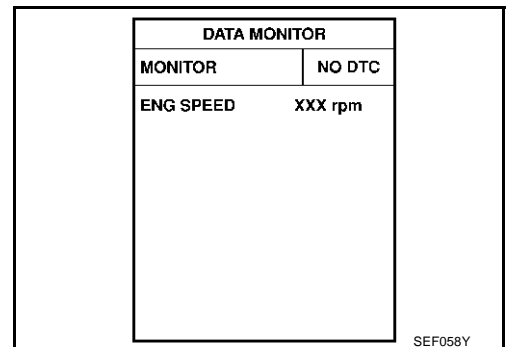 DATA MONITOR
MONITOR NO DTC
ENG SPEED XXX rpm
SEF058Y